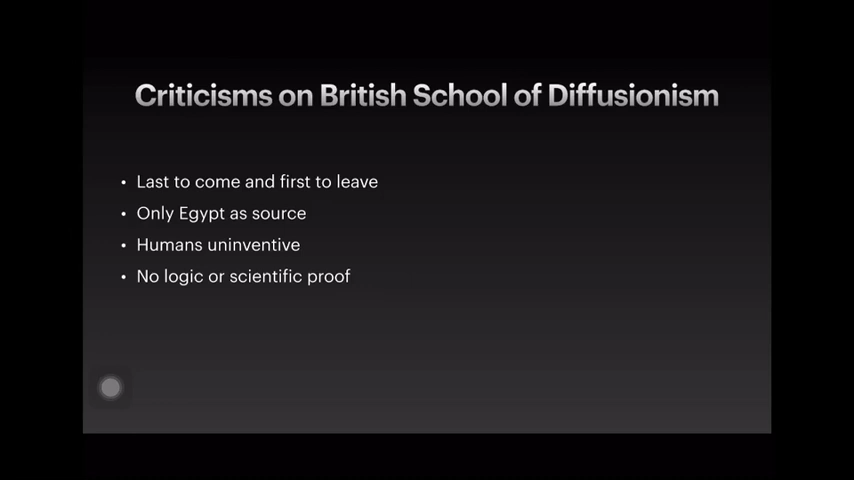 Criticisms on British School of Diffusionism
• Last to come and first to leave
• Only Egypt as source
• Humans uninventive
• No logic or scientific proof